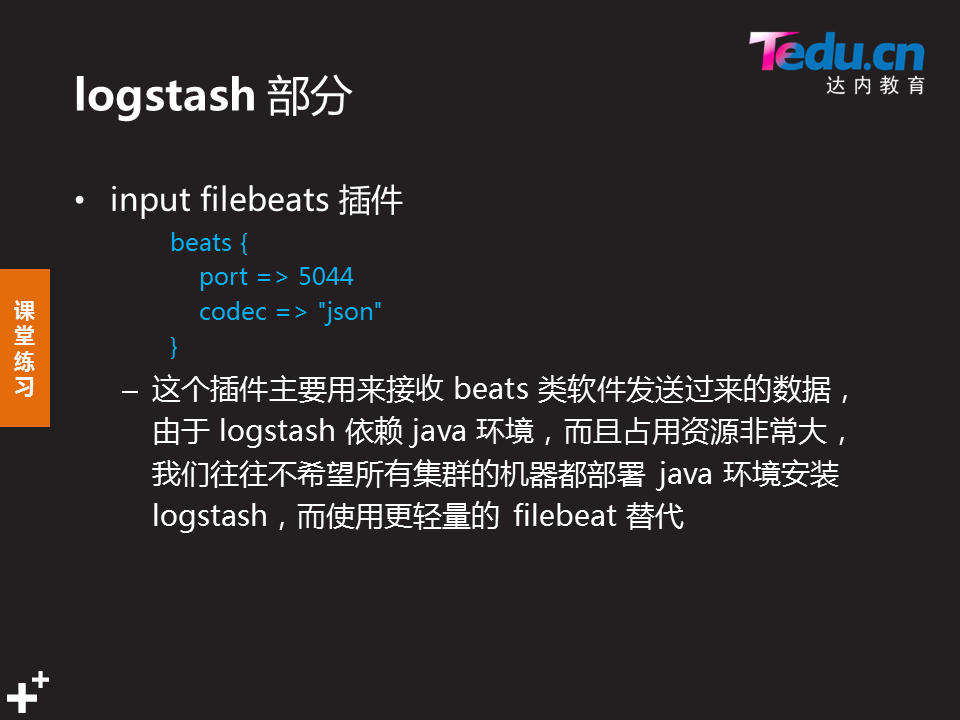 Tedu.cn
达内教育
logstash 部分
• input filebeats 插件
beats {
port => 5044
codec => "json"
}
课堂练习
– 这个插件主要用来接收 beats 类软件发送过来的数据，
由于 logstash 依赖 java 环境，而且占用资源非常大，
我们往往不希望所有集群的机器都部署 java 环境安装
logstash，而使用更轻量的 filebeat 替代